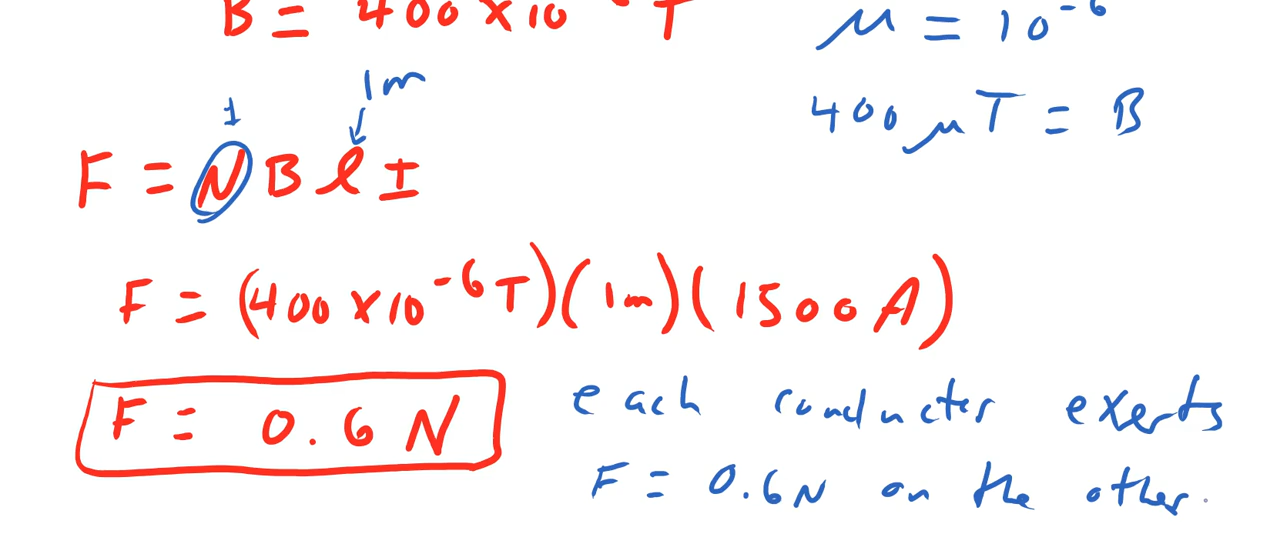 B = 400 x 10⁻⁶ T
μ = 10⁻⁶
1m
400 μT = B
1
F = N B ℓ I
F = (400 x 10⁻⁶ T)(1m)(1500 A)
F = 0.6 N
each conducter exerts
F = 0.6N on the other.